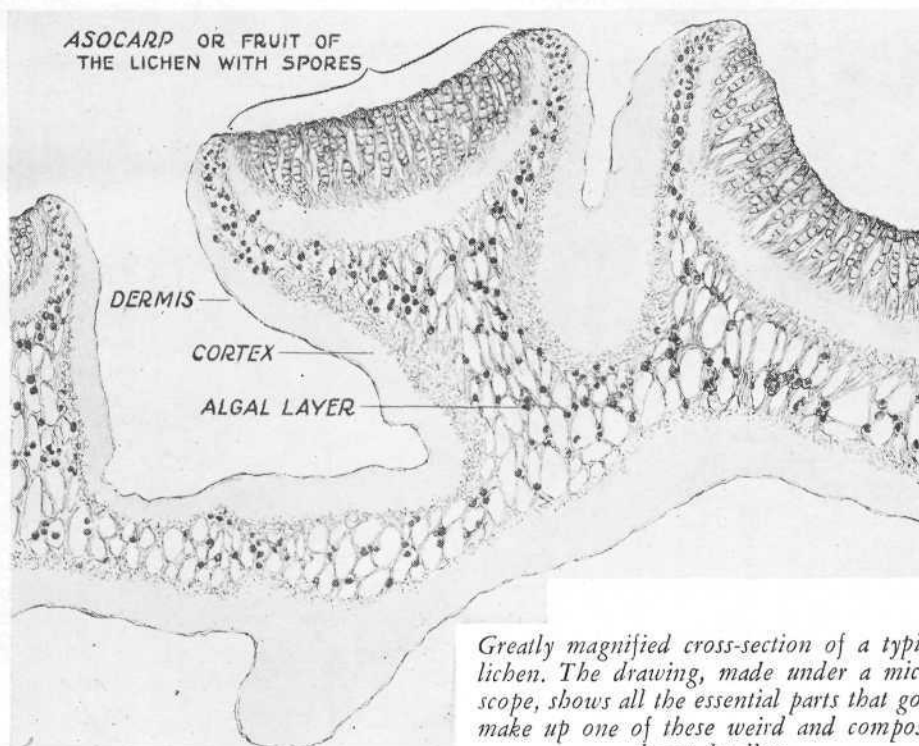 ASOCARP OR FRUIT OF
THE LICHEN WITH SPORES
DERMIS
CORTEX
ALGAL LAYER
Greatly magnified cross-section of a typi
lichen. The drawing, made under a mic
scope, shows all the essential parts that go
make up one of these weird and compo